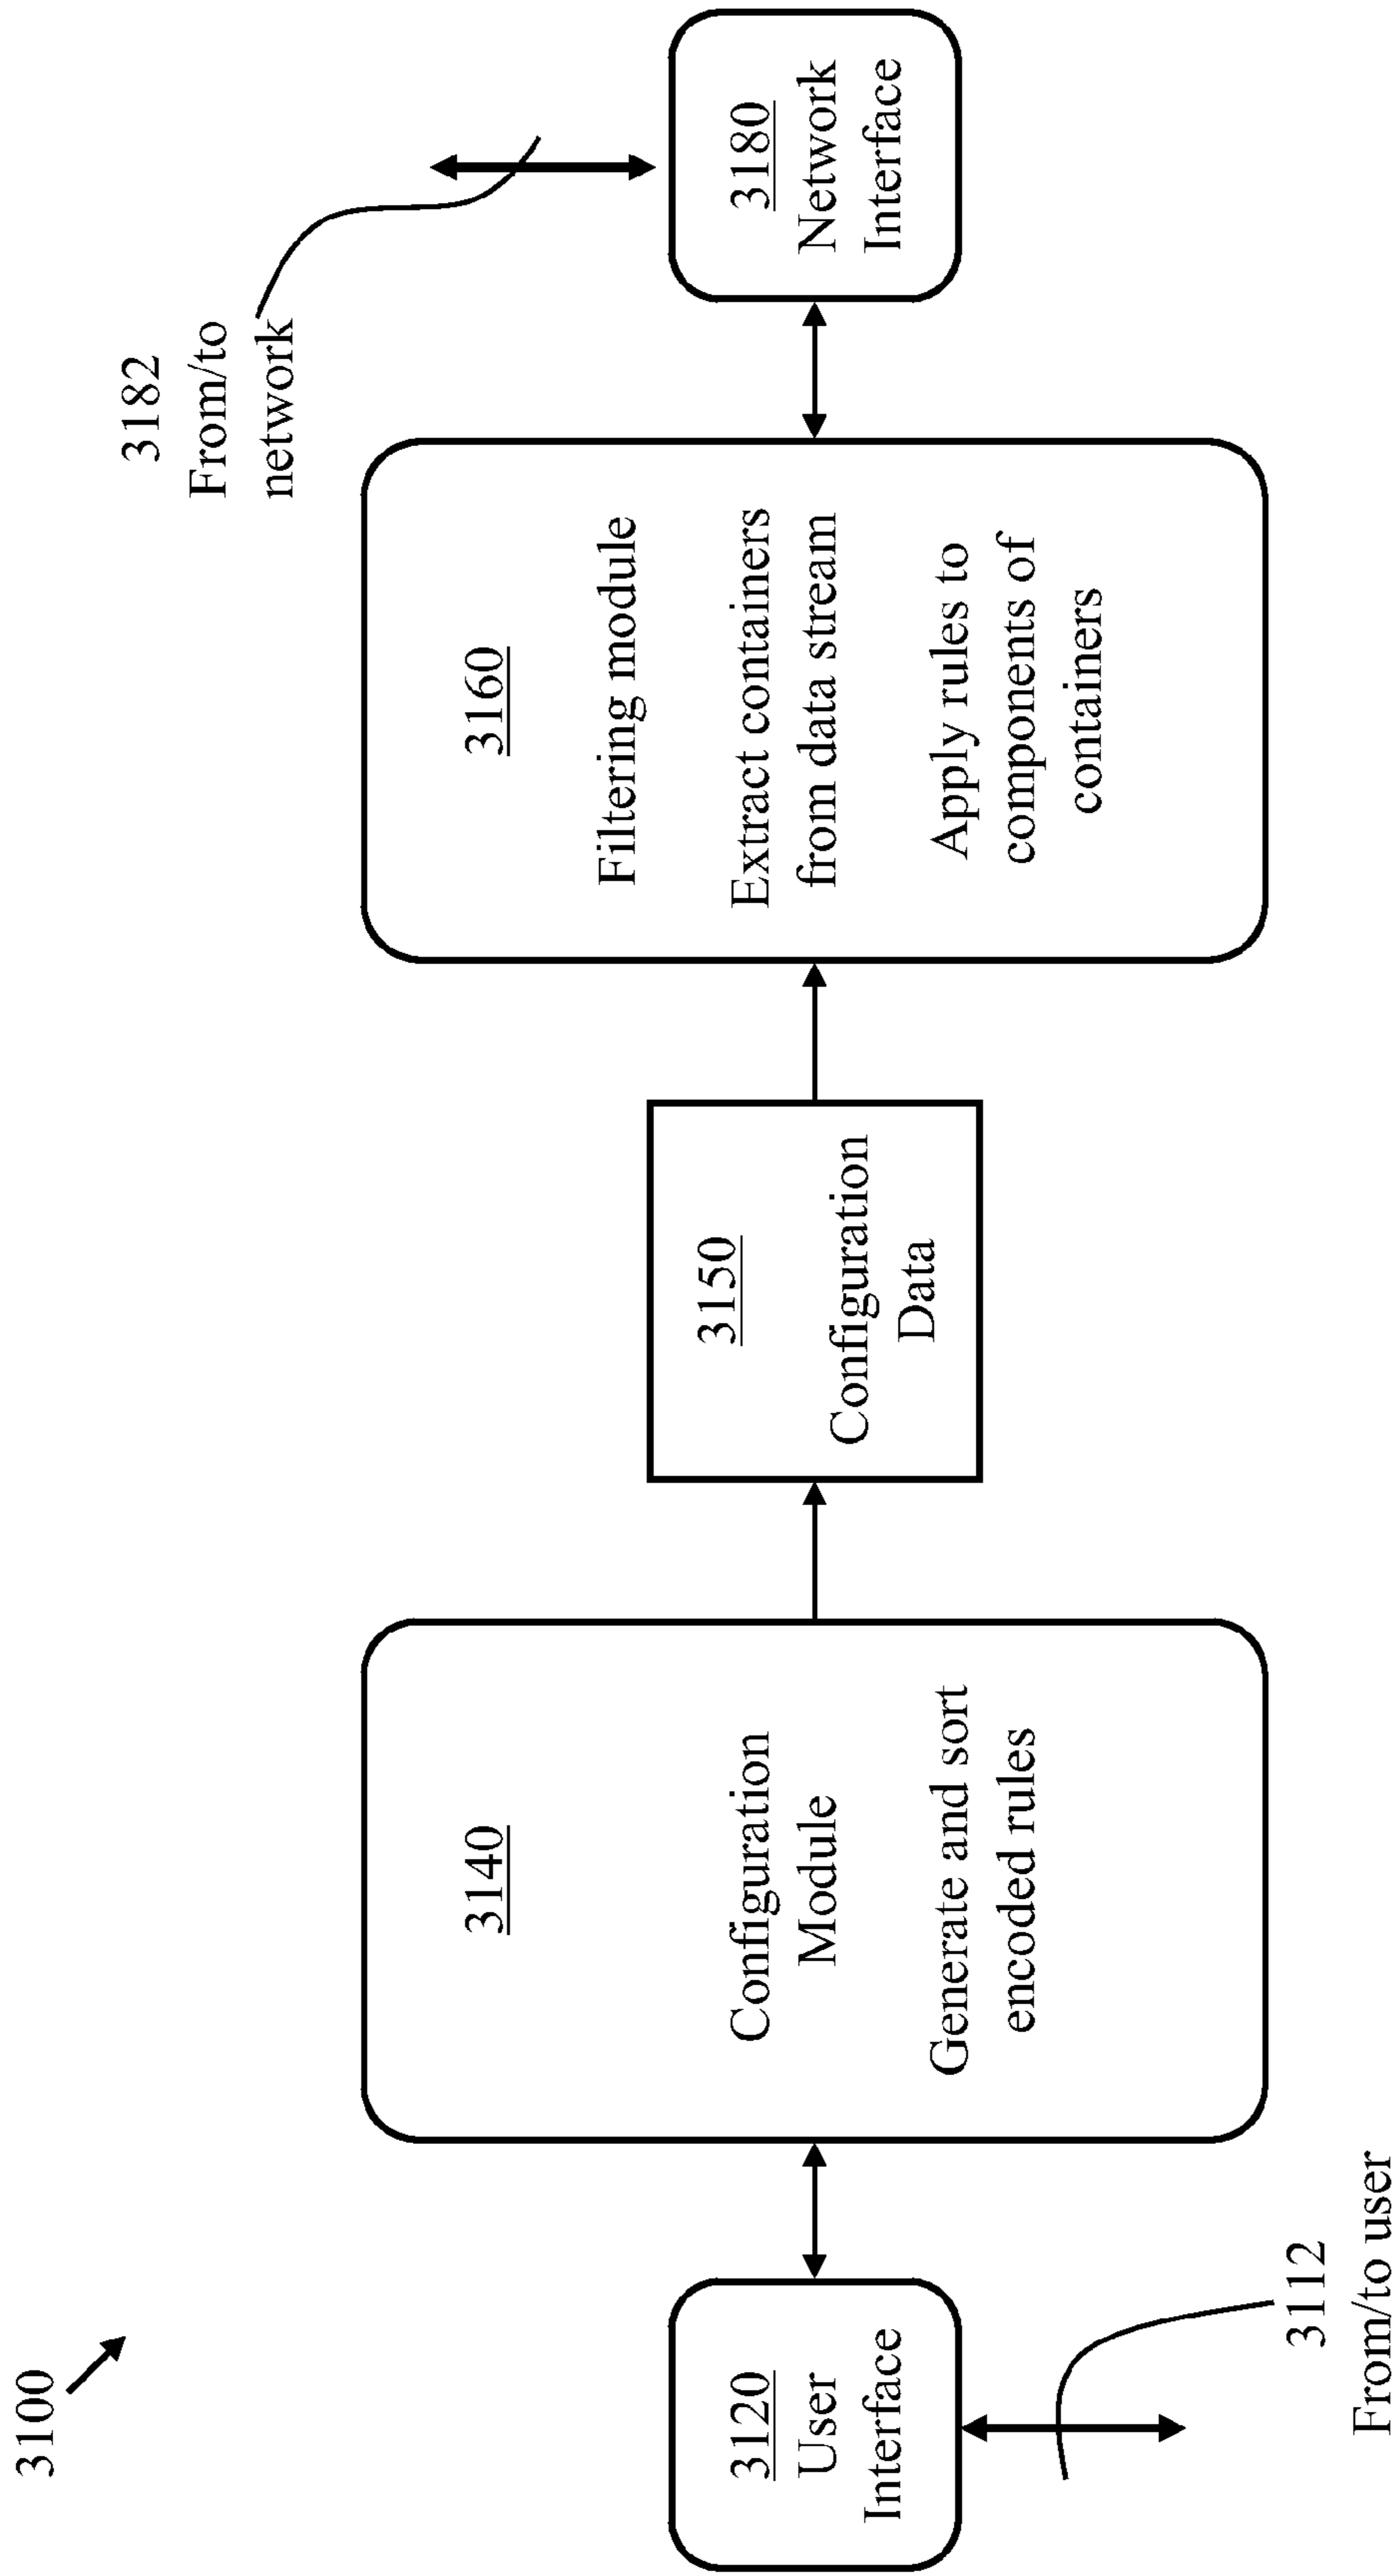 3100
3120
User
Interface
3112
From/to user
3140
Configuration
Module
Generate and sort
encoded rules
3150
Configuration
Data
3160
Filtering module
Extract containers
from data stream
Apply rules to
components of
containers
3182
From/to
network
3180
Network
Interface